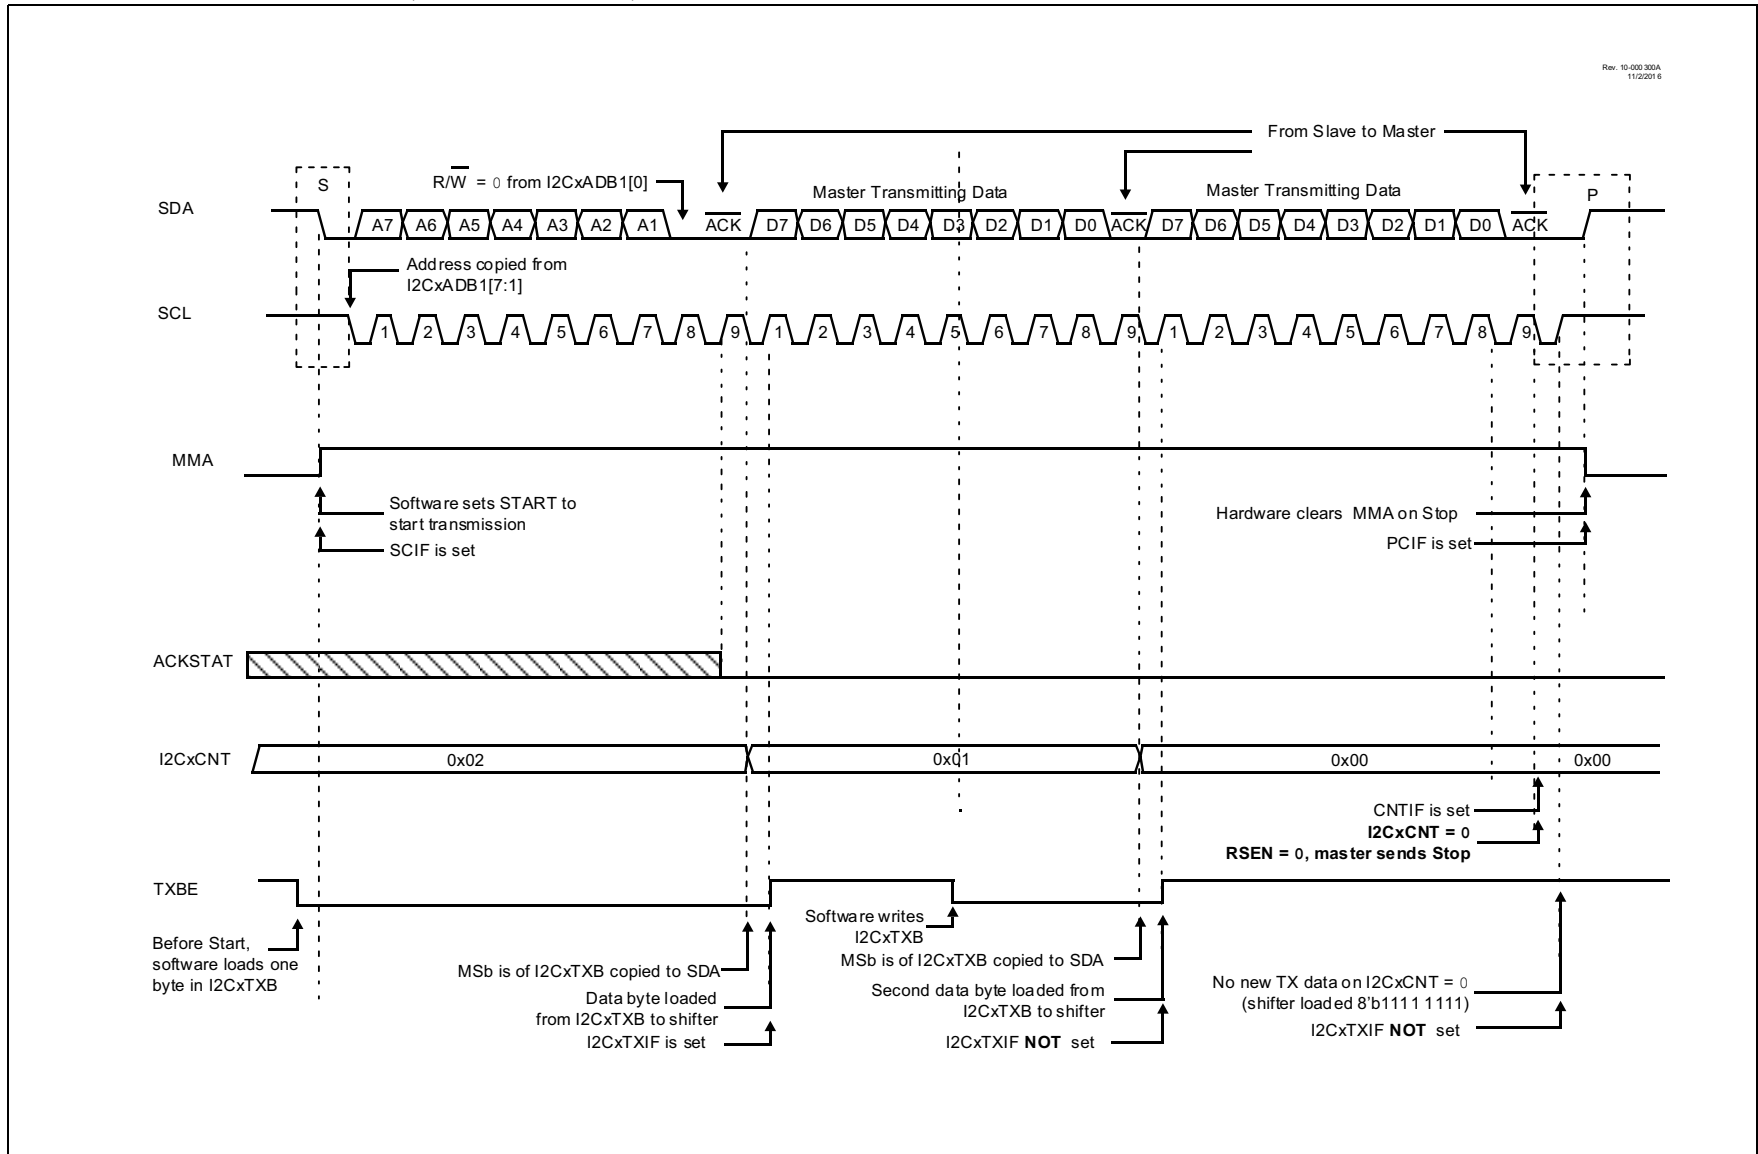 Rev. 10-000300A
11/2/2016
From Slave to Master
S
R/W = 0 from I2CxADB1[0]
Master Transmitting Data
Master Transmitting Data
P
SDA
A7 A6 A5 A4 A3 A2 A1 ACK D7 D6 D5 D4 D3 D2 D1 D0 ACK D7 D6 D5 D4 D3 D2 D1 D0 ACK
Address copied from
I2CxADB1[7:1]
SCL
1 2 3 4 5 6 7 8 9 1 2 3 4 5 6 7 8 9 1 2 3 4 5 6 7 8 9
MMA
Software sets START to
start transmission
SCIF is set
Hardware clears MMA on Stop
PCIF is set
ACKSTAT
I2CxCNT
0x02
0x01
0x00
0x00
CNTIF is set
I2CxCNT = 0
RSEN = 0, master sends Stop
TXBE
Before Start,
software loads one
byte in I2CxTXB
MSb is of I2CxTXB copied to SDA
Data byte loaded
from I2CxTXB to shifter
I2CxTXIF is set
Software writes
I2CxTXB
MSb is of I2CxTXB copied to SDA
Second data byte loaded from
I2CxTXB to shifter
I2CxTXIF NOT set
No new TX data on I2CxCNT = 0
(shifter loaded 8'b1111 1111)
I2CxTXIF NOT set